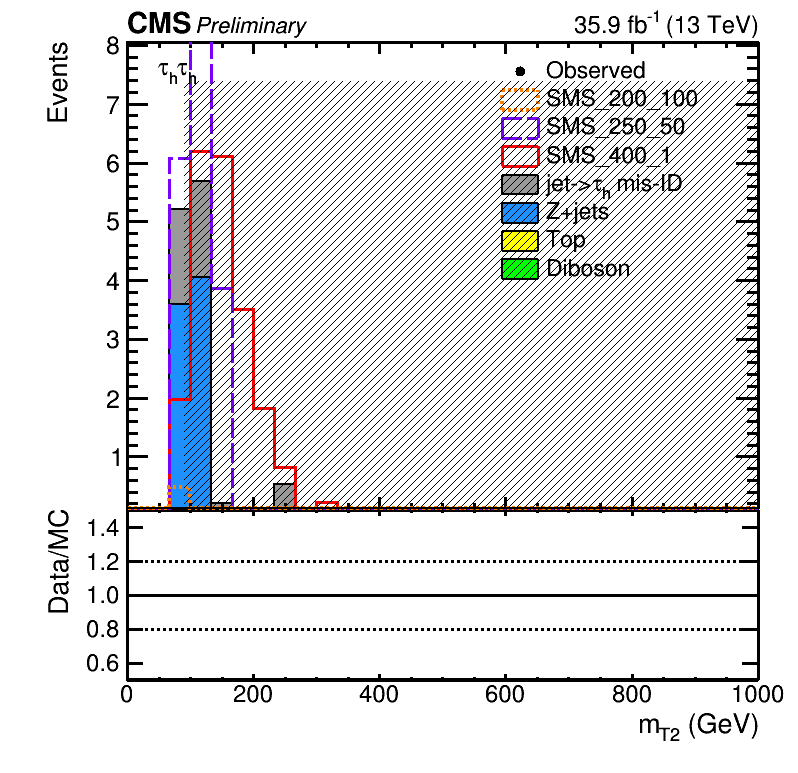 CMS Preliminary 35.9 fb⁻¹ (13 TeV)
Events
8
7
6
5
4
3
2
1
τₕτₕ
Observed
SMS_200_100
SMS_250_50
SMS_400_1
jet->τₕ mis-ID
Z+jets
Top
Diboson
Data/MC
1.4
1.2
1.0
0.8
0.6
0 200 400 600 800 1000
m_T2 (GeV)